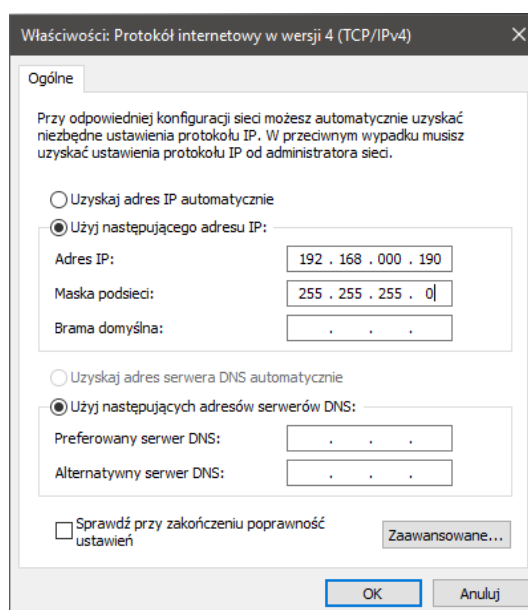 Właściwości: Protokół internetowy w wersji 4 (TCP/IPv4)
Ogólne
Przy odpowiedniej konfiguracji sieci możesz automatycznie uzyskać
niezbędne ustawienia protokołu IP. W przeciwnym wypadku musisz
uzyskać ustawienia protokołu IP od administratora sieci.
Uzyskaj adres IP automatycznie
Użyj następującego adresu IP:
Adres IP: 192 . 168 . 000 . 190
Maska podsieci: 255 . 255 . 255 . 0
Brama domyślna: . . .
Uzyskaj adres serwera DNS automatycznie
Użyj następujących adresów serwerów DNS:
Preferowany serwer DNS: . . .
Alternatywny serwer DNS: . . .
Sprawdź przy zakończeniu poprawność
ustawień
Zaawansowane...
OK Anuluj